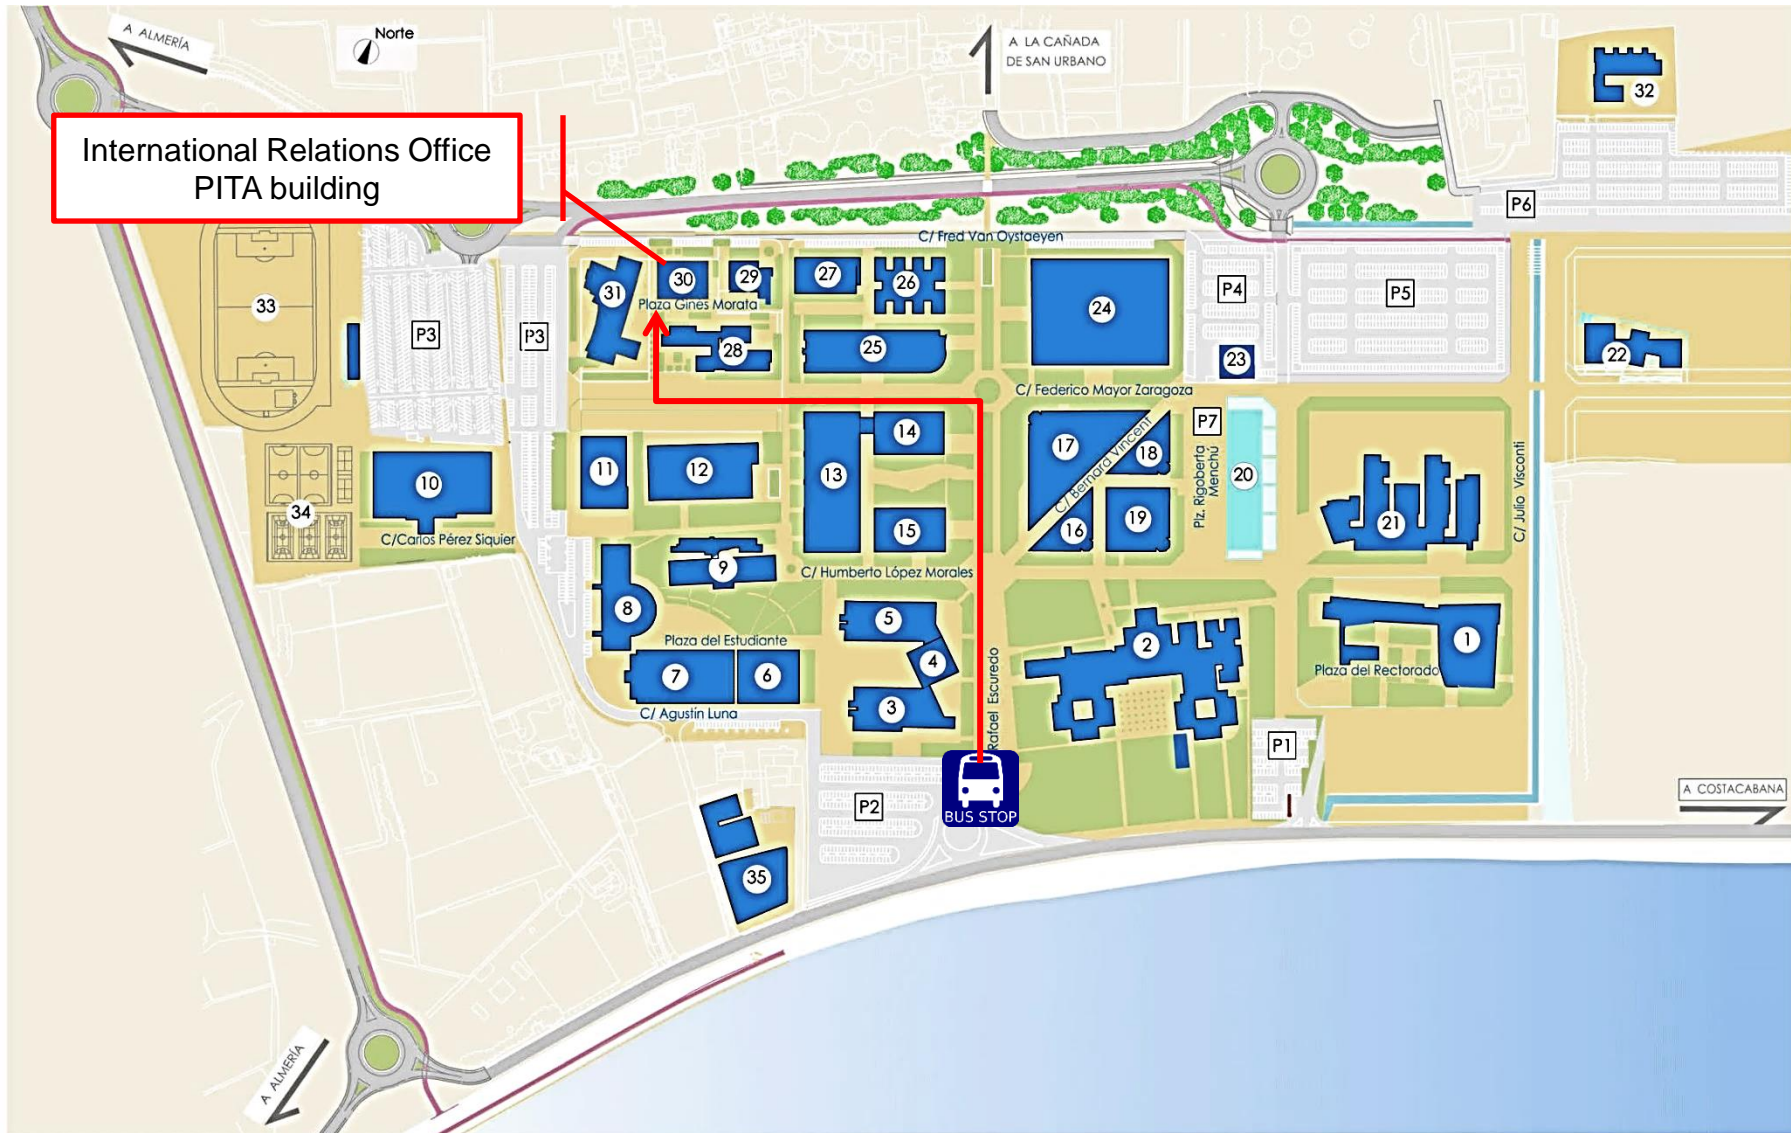 A ALMERÍA
Norte
A LA CAÑADA
DE SAN URBANO
32
International Relations Office
PITA building
P6
C/ Fred Van Oystaeyen
33
P3
P3
31
30
29
27
26
24
P4
P5
Plaza Gines Morata
28
25
23
22
C/ Federico Mayor Zaragoza
14
17
18
P7
C/ Bernard Vincent
Plz. Rigoberta
Menchú
20
C/ Julio Visconti
10
11
12
13
34
C/Carlos Pérez Siquier
15
16
19
21
9
C/ Humberto López Morales
8
5
Plaza del Estudiante
4
2
1
7
6
Plaza del Rectorado
3
C/ Agustín Luna
Rafael Escuredo
P1
BUS STOP
P2
A COSTACABANA
35
A ALMERÍA